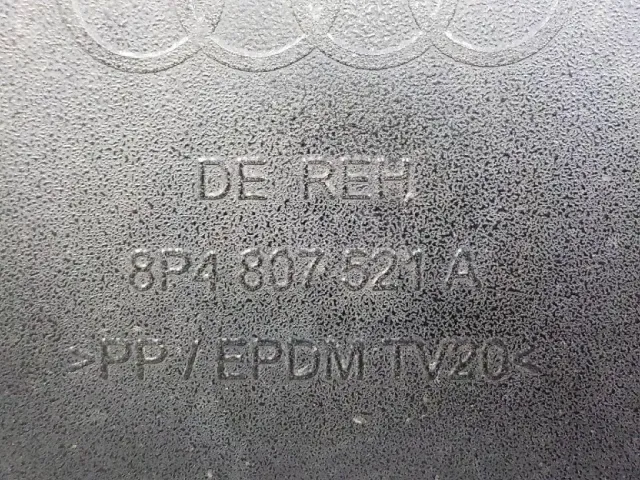 DE REH.
8P4 807 521 A
>PP / EPDM TV20<